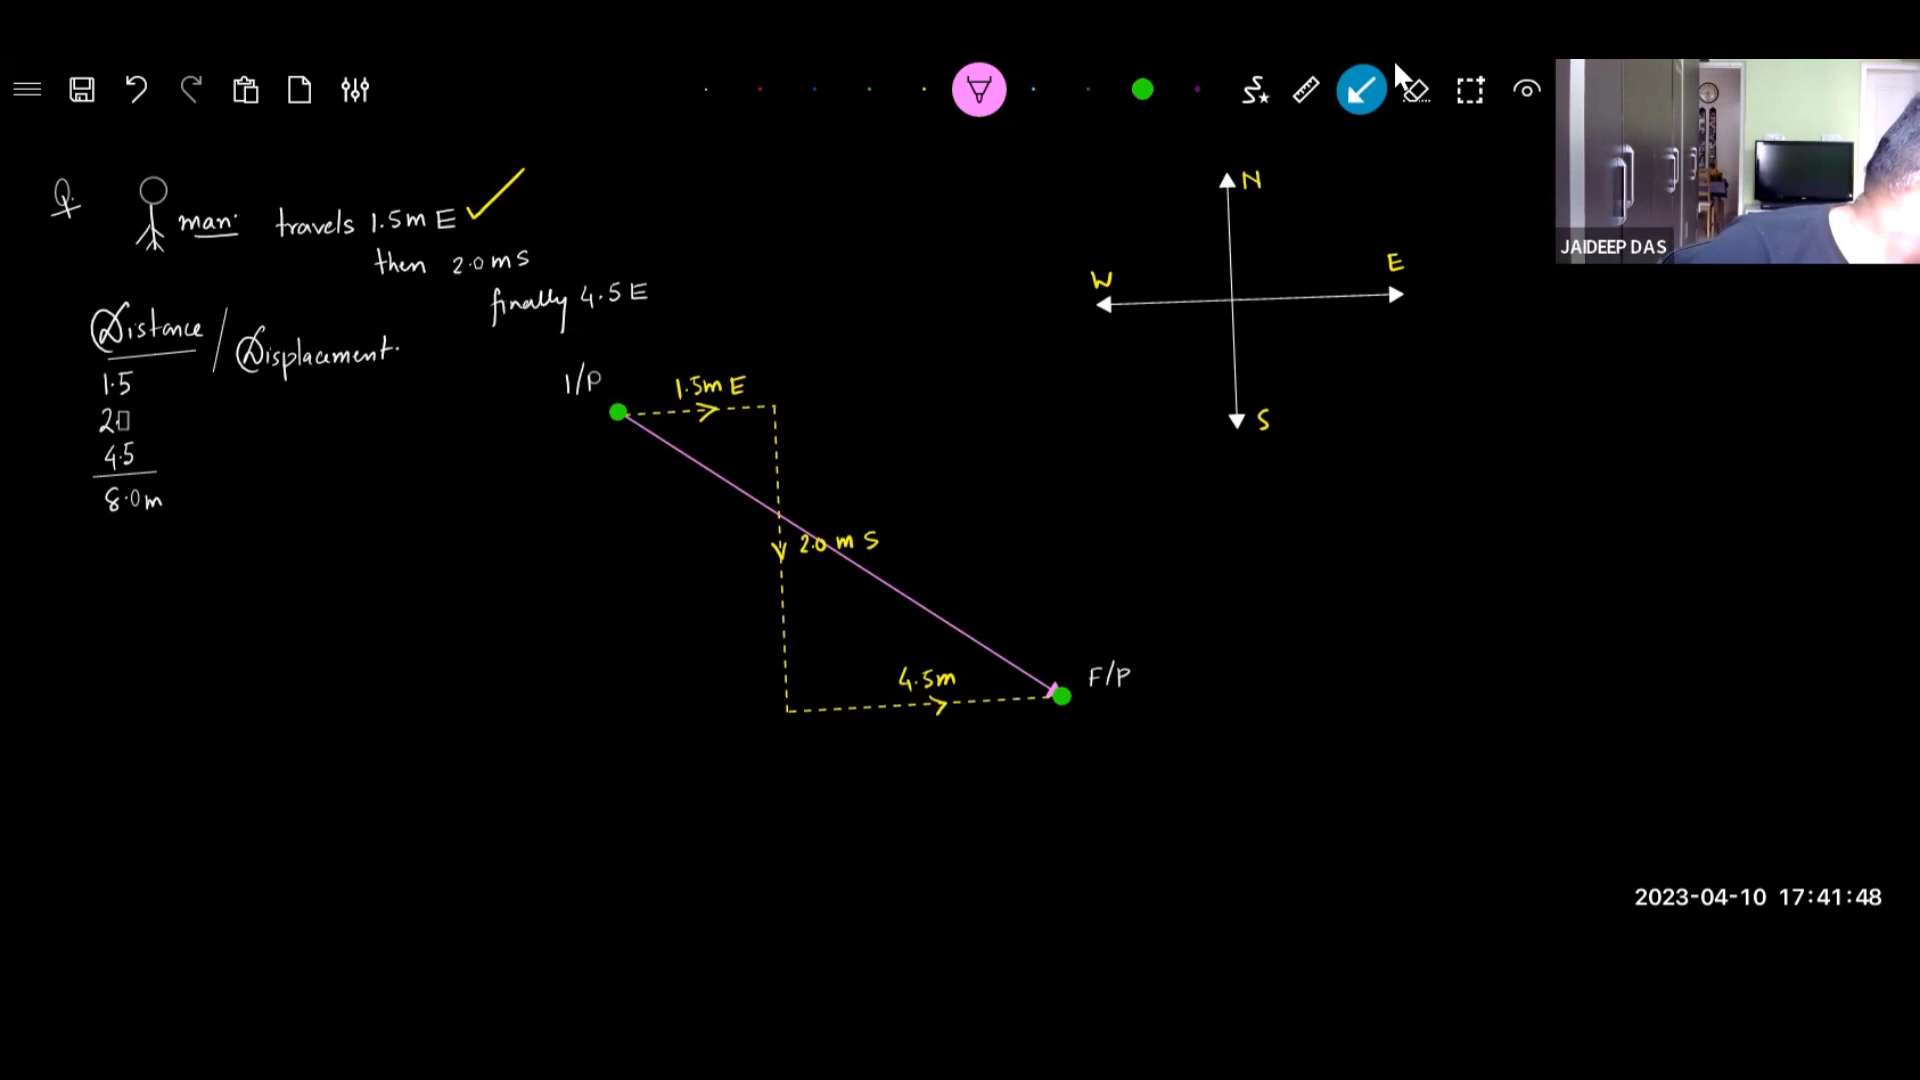 Q
man: travels 1.5m E
then 2.0 m S
finally 4.5 E
Distance / Displacement.
1.5
2.0
4.5
8.0m
I/P
1.5m E
2.0 m S
4.5m
F/P
N
W
E
S
JAIDEEP DAS
2023-04-10 17:41:48